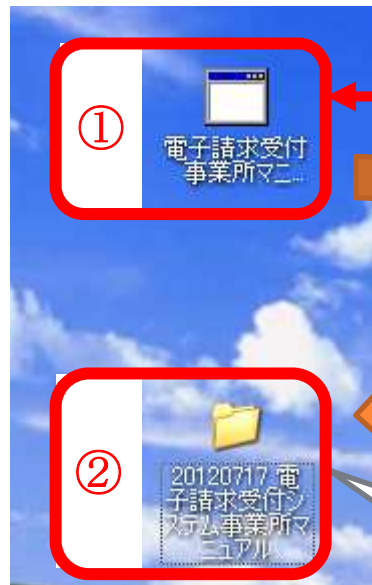 ①
電子請求受付
事業所マニ...
②
20120717 電
子請求受付シ
ステム事業所マ
ニュアル